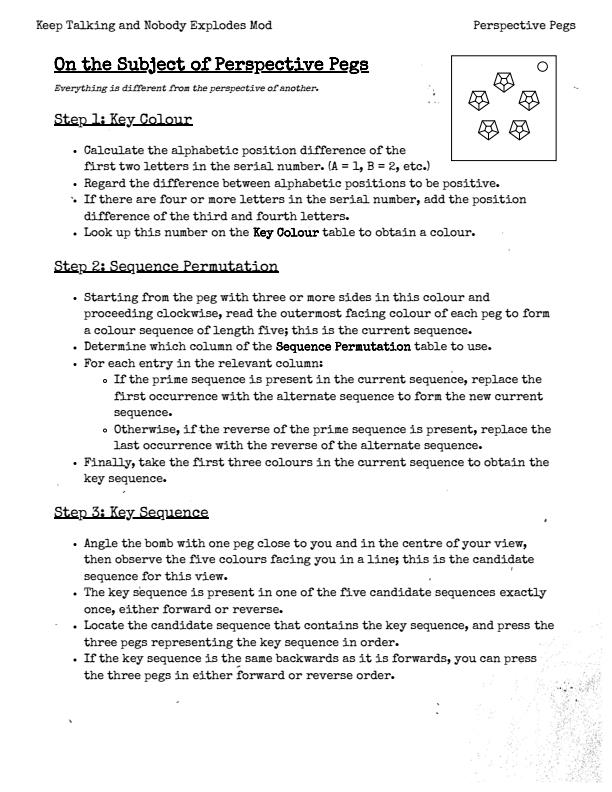 Keep Talking and Nobody Explodes Mod
Perspective Pegs
On the Subject of Perspective Pegs
Everything is different from the perspective of another.
Step 1: Key Colour
• Calculate the alphabetic position difference of the
first two letters in the serial number. (A = 1, B = 2, etc.)
• Regard the difference between alphabetic positions to be positive.
• If there are four or more letters in the serial number, add the position
difference of the third and fourth letters.
• Look up this number on the Key Colour table to obtain a colour.
Step 2: Sequence Permutation
• Starting from the peg with three or more sides in this colour and
proceeding clockwise, read the outermost facing colour of each peg to form
a colour sequence of length five; this is the current sequence.
• Determine which column of the Sequence Permutation table to use.
• For each entry in the relevant column:
◦ If the prime sequence is present in the current sequence, replace the
first occurrence with the alternate sequence to form the new current
sequence.
◦ Otherwise, if the reverse of the prime sequence is present, replace the
last occurrence with the reverse of the alternate sequence.
• Finally, take the first three colours in the current sequence to obtain the
key sequence.
Step 3: Key Sequence
• Angle the bomb with one peg close to you and in the centre of your view,
then observe the five colours facing you in a line; this is the candidate
sequence for this view.
• The key sequence is present in one of the five candidate sequences exactly
once, either forward or reverse.
• Locate the candidate sequence that contains the key sequence, and press the
three pegs representing the key sequence in order.
• If the key sequence is the same backwards as it is forwards, you can press
the three pegs in either forward or reverse order.